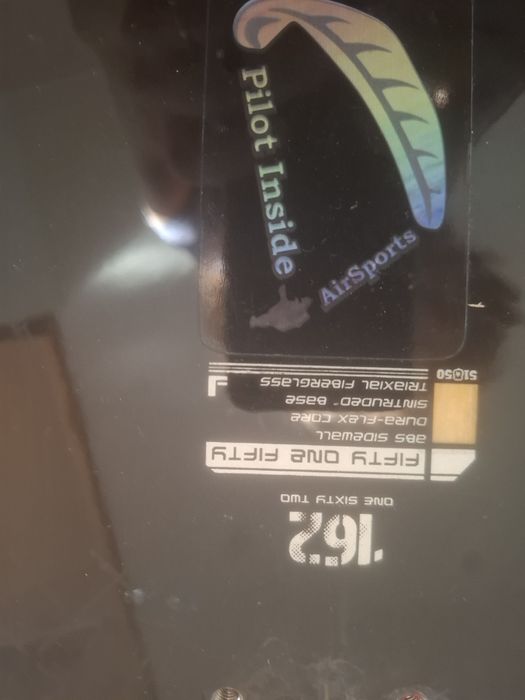 Pilot Inside
AirSports
162
ONE SIXTY TWO
FIFTY ONE FIFTY
ABS SIDEWALL
DURA-FLEX CORE
SINTRUDED™ BASE
TRIAXIAL FIBERGLASS
5150